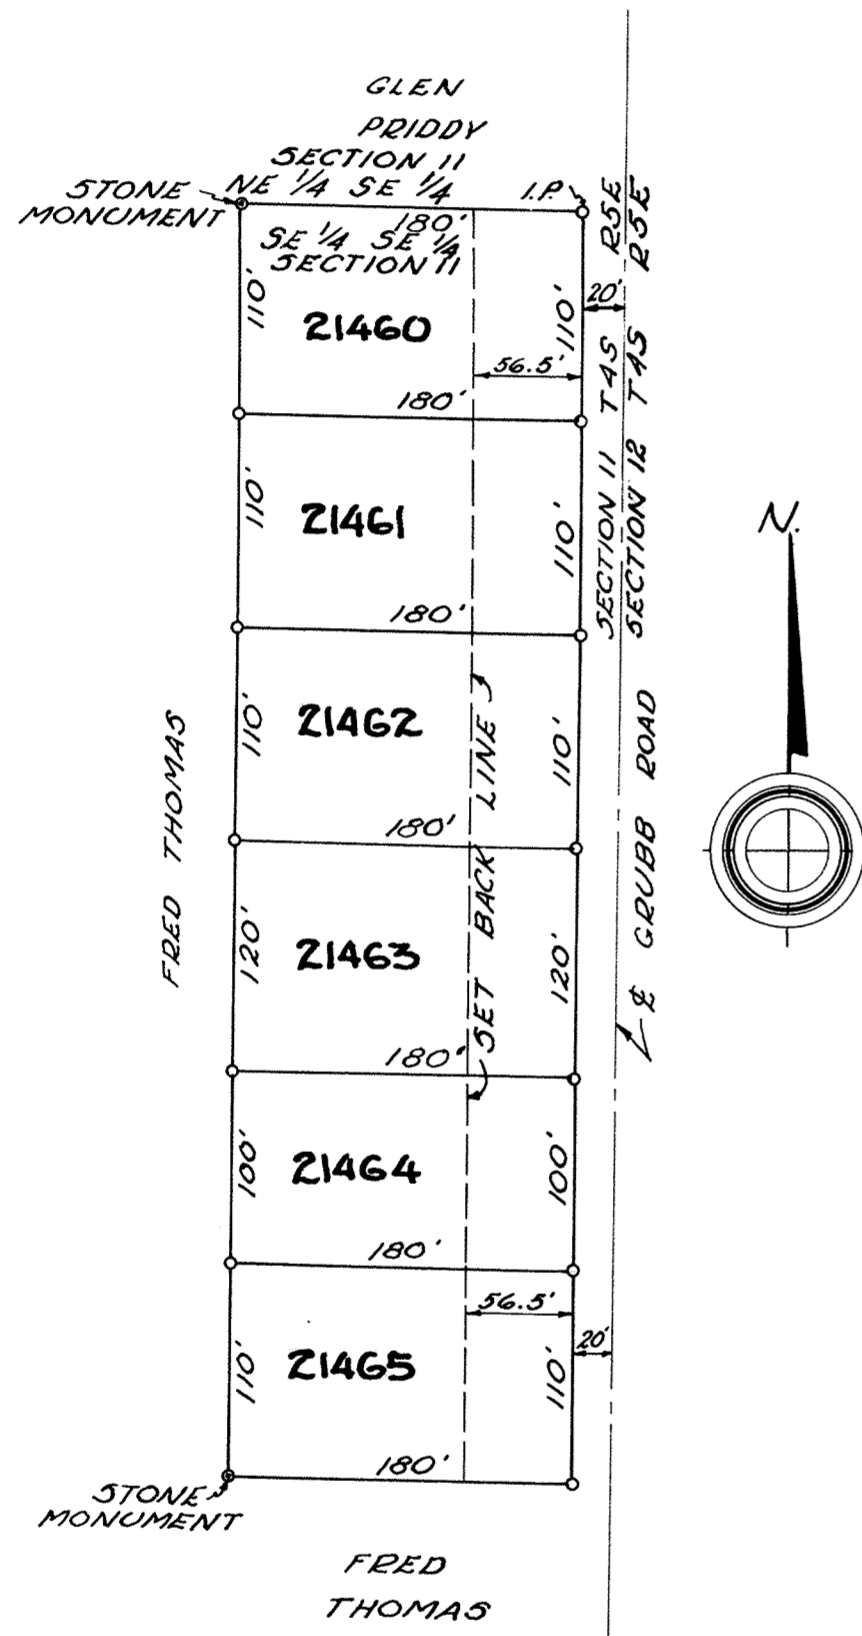 GLEN
PRIDDY
SECTION 11
NE 1/4 SE 1/4
I.P.
STONE
MONUMENT
180'
SE 1/4 SE 1/4
SECTION 11
110'
21460
110'
20'
56.5'
180'
R5E
R5E
SECTION 11 T4S
SECTION 12 T4S
110'
21461
110'
180'
N.
110'
21462
110'
180'
FRED THOMAS
SET BACK LINE
GRUBB ROAD
℄
120'
21463
120'
180'
100'
21464
100'
180'
56.5'
20'
110'
21465
110'
180'
STONE
MONUMENT
FRED
THOMAS